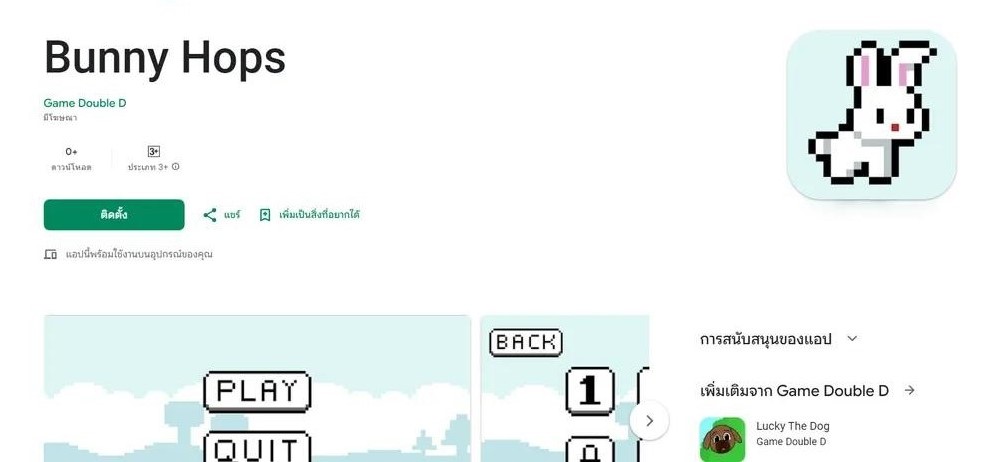 Bunny Hops
Game Double D
มีโฆษณา
0+
ดาวน์โหลด
3+
ประเภท 3+
ติดตั้ง
แชร์
เพิ่มเป็นสิ่งที่อยากได้
แอปนี้พร้อมใช้งานบนอุปกรณ์ของคุณ
PLAY
QUIT
BACK
1
A
การสนับสนุนของแอป
เพิ่มเติมจาก Game Double D
Lucky The Dog
Game Double D